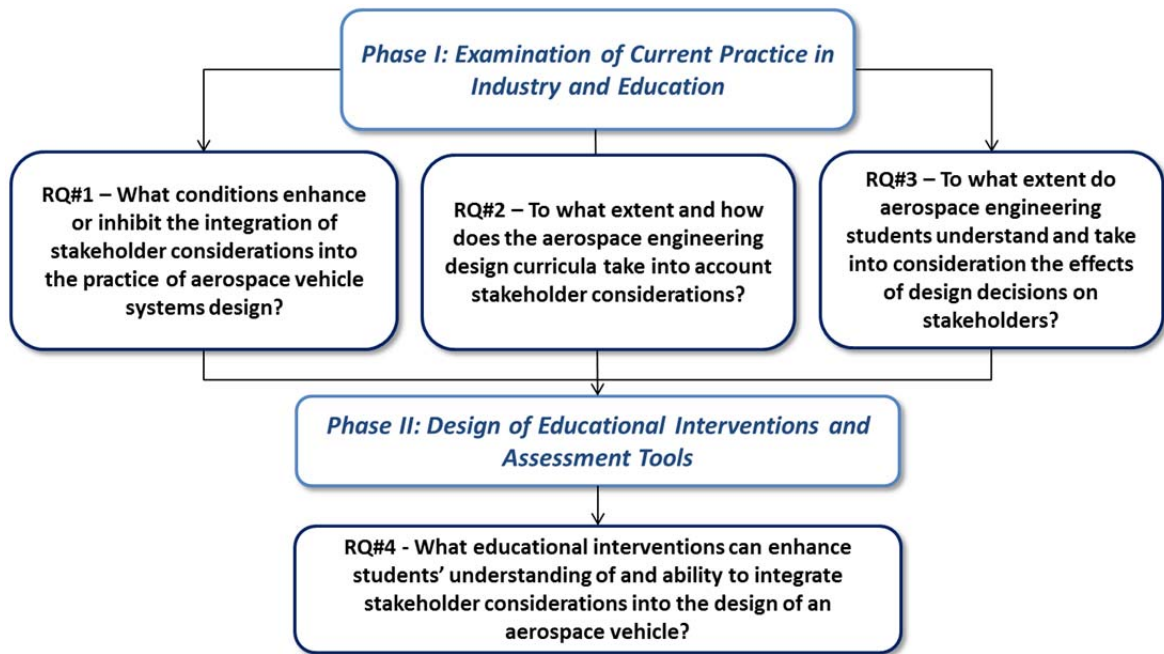 Phase I: Examination of Current Practice in
Industry and Education
RQ#1 – What conditions enhance
or inhibit the integration of
stakeholder considerations into
the practice of aerospace vehicle
systems design?
RQ#2 – To what extent and how
does the aerospace engineering
design curricula take into account
stakeholder considerations?
RQ#3 – To what extent do
aerospace engineering
students understand and take
into consideration the effects
of design decisions on
stakeholders?
Phase II: Design of Educational Interventions and
Assessment Tools
RQ#4 - What educational interventions can enhance
students’ understanding of and ability to integrate
stakeholder considerations into the design of an
aerospace vehicle?